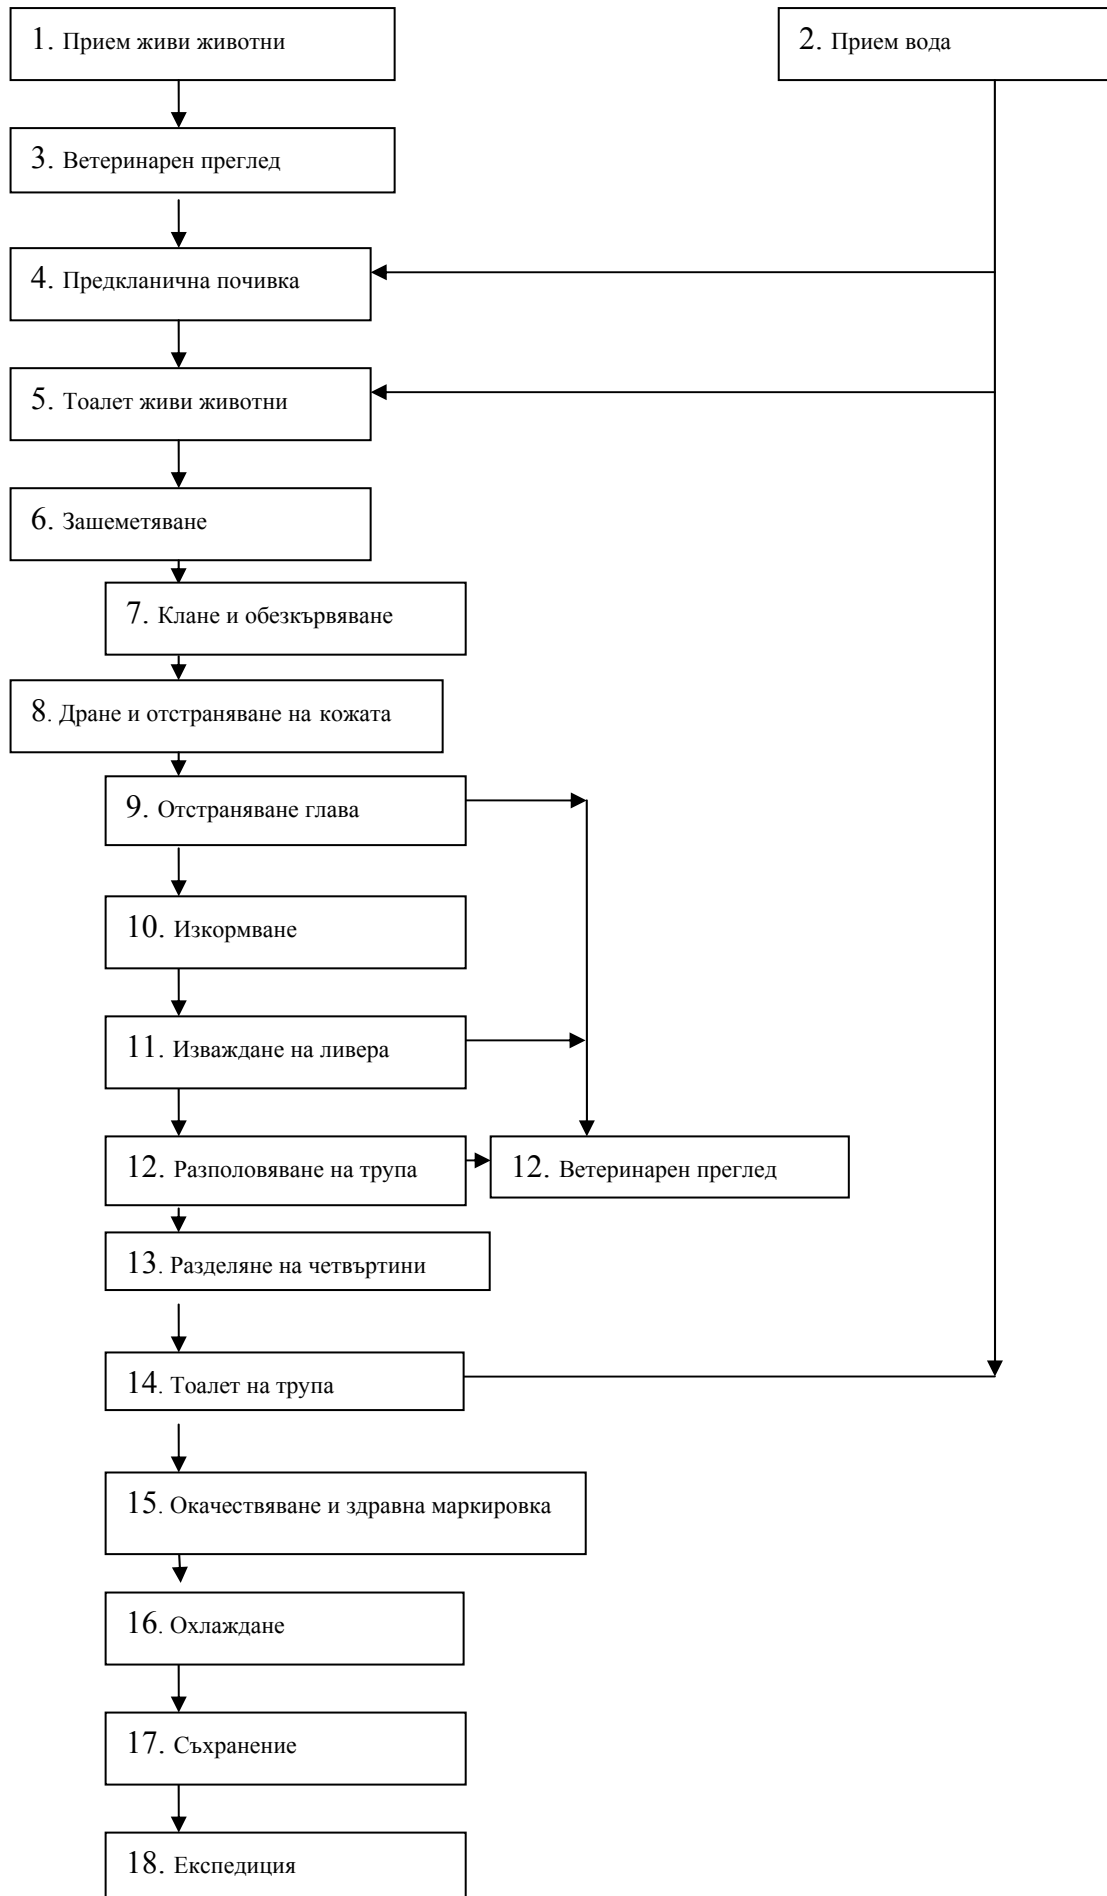 1. Прием живи животни
2. Прием вода
3. Ветеринарен преглед
4. Предкланична почивка
5. Тоалет живи животни
6. Зашеметяване
7. Клане и обезкървяване
8. Дране и отстраняване на кожата
9. Отстраняване глава
10. Изкормване
11. Изваждане на ливера
12. Разполовяване на трупа
12. Ветеринарен преглед
13. Разделяне на четвъртини
14. Тоалет на трупа
15. Окачествяване и здравна маркировка
16. Охлаждане
17. Съхранение
18. Експедиция